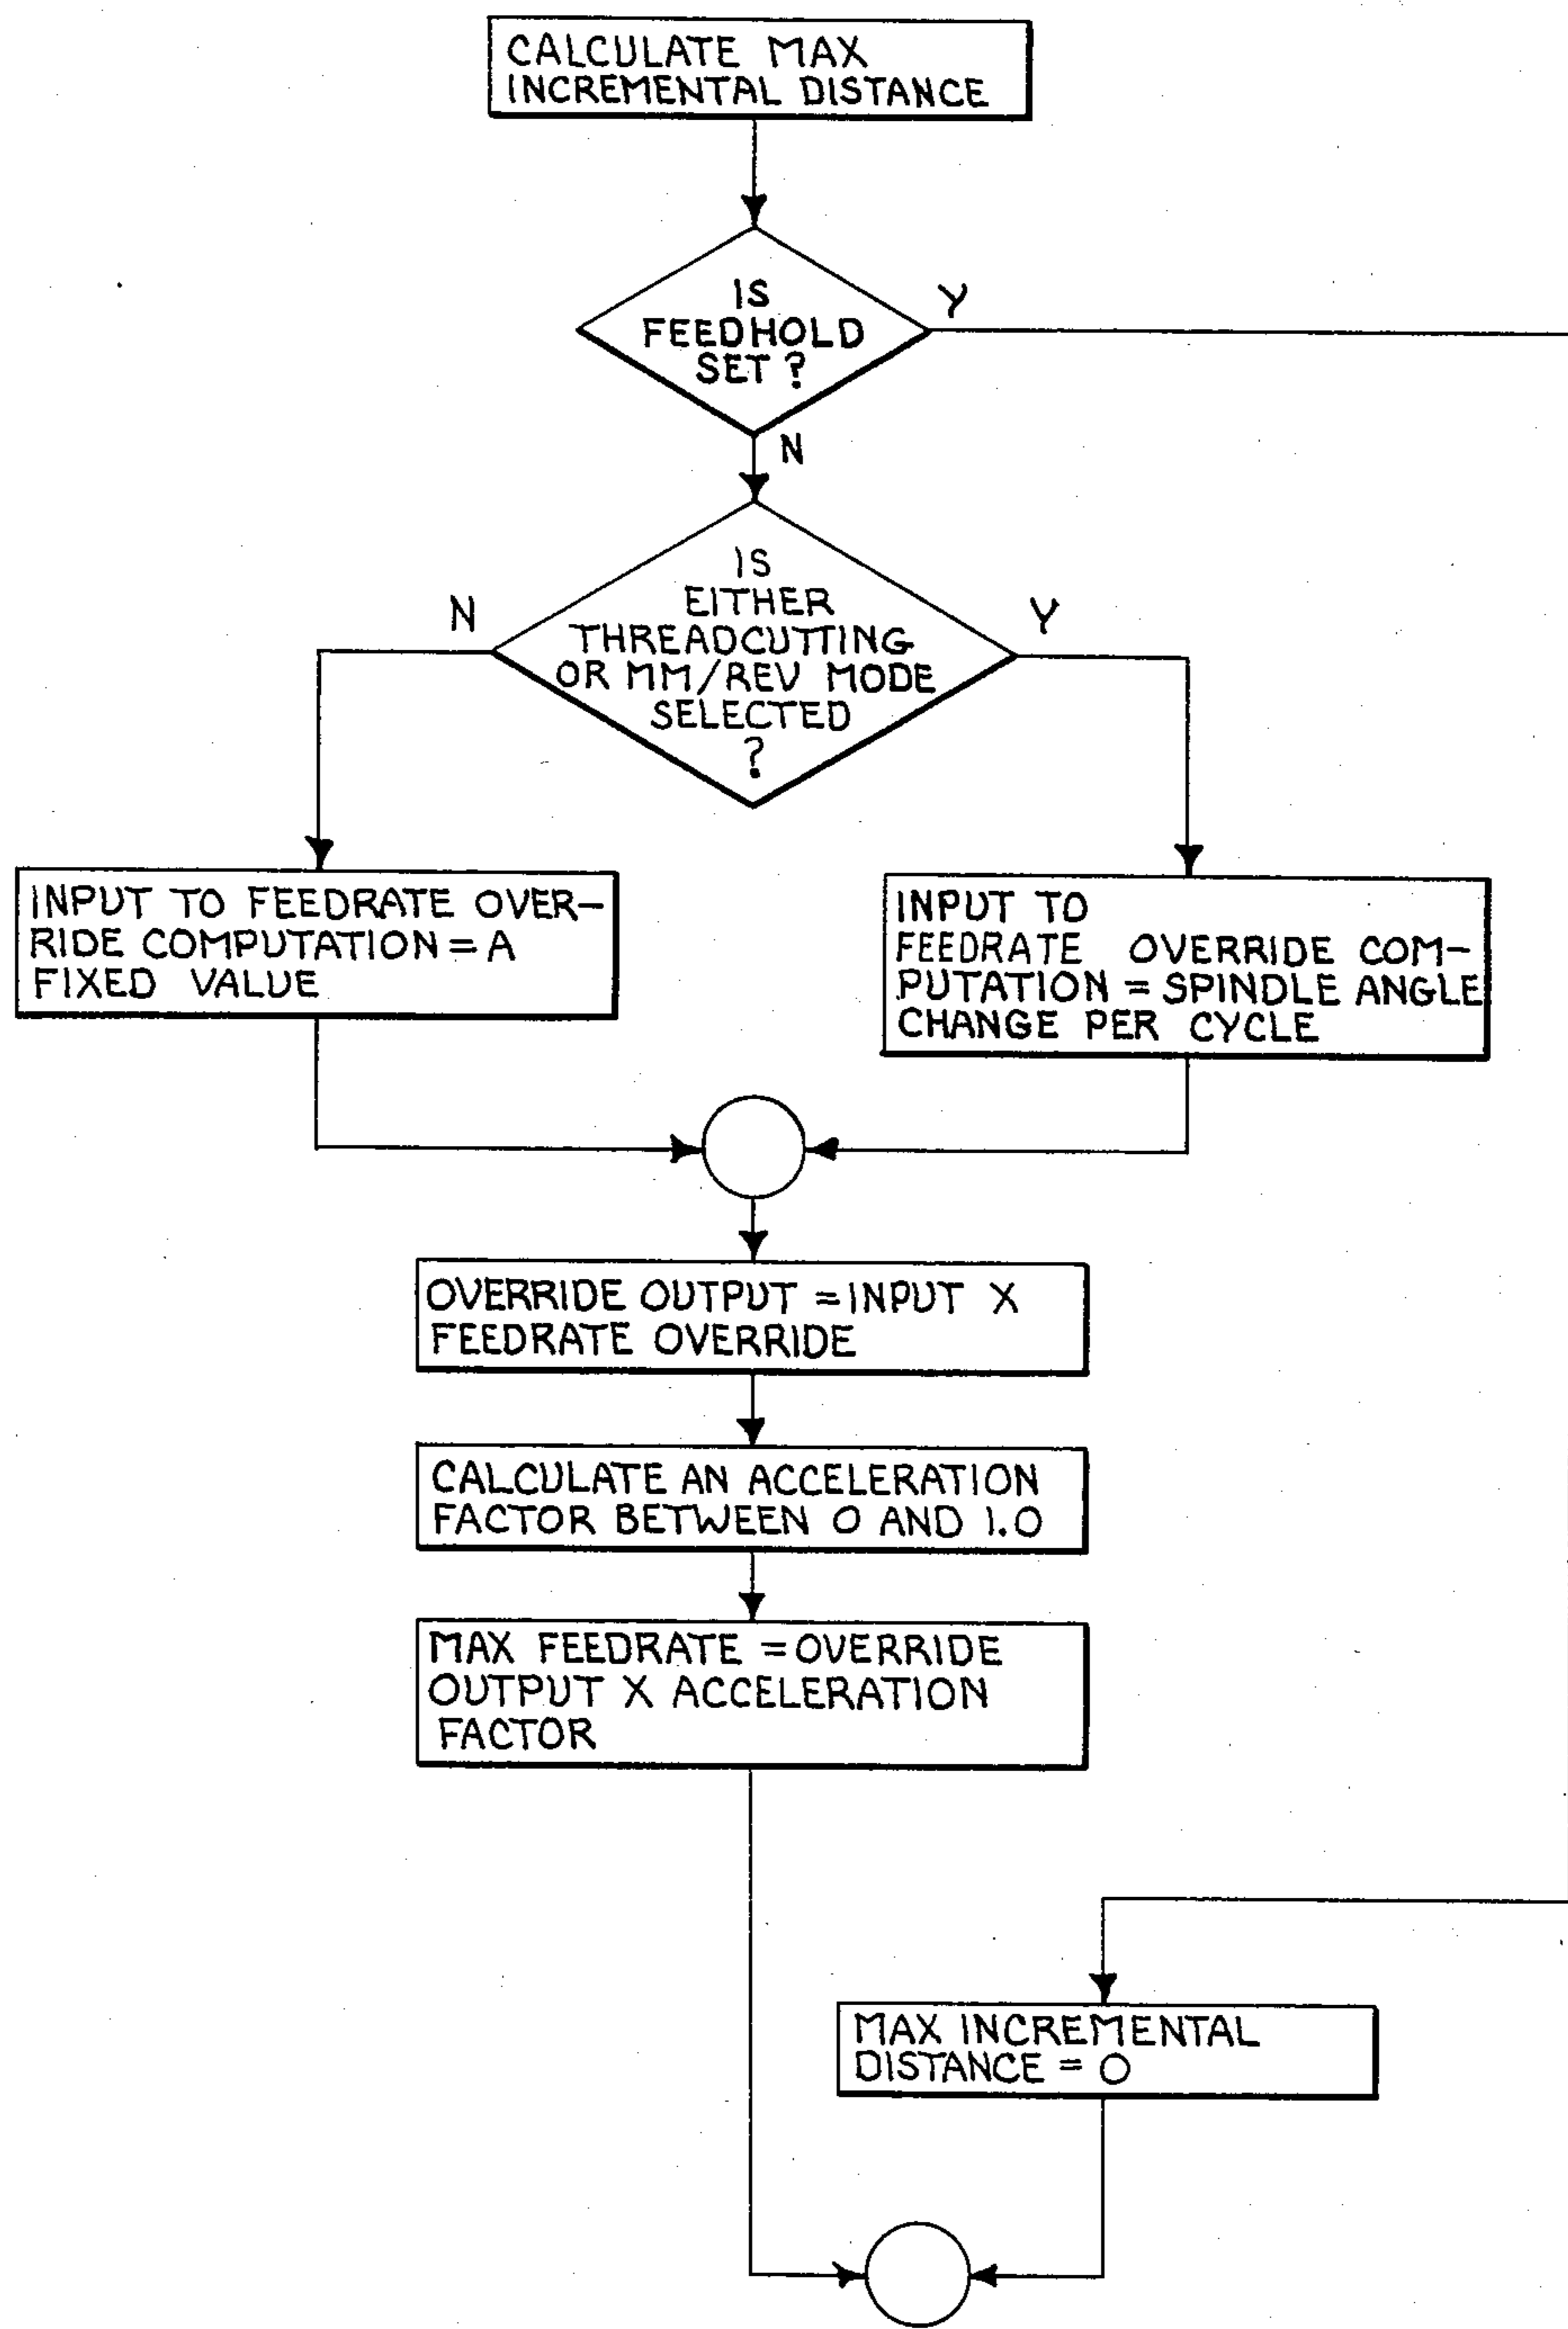 CALCULATE MAX
INCREMENTAL DISTANCE
IS
FEEDHOLD
SET ?
Y
N
IS
EITHER
THREADCUTTING
OR MM/REV MODE
SELECTED
?
N
Y
INPUT TO FEEDRATE OVER-
RIDE COMPUTATION = A
FIXED VALUE
INPUT TO
FEEDRATE OVERRIDE COM-
PUTATION = SPINDLE ANGLE
CHANGE PER CYCLE
OVERRIDE OUTPUT = INPUT X
FEEDRATE OVERRIDE
CALCULATE AN ACCELERATION
FACTOR BETWEEN 0 AND 1.0
MAX FEEDRATE = OVERRIDE
OUTPUT X ACCELERATION
FACTOR
MAX INCREMENTAL
DISTANCE = 0